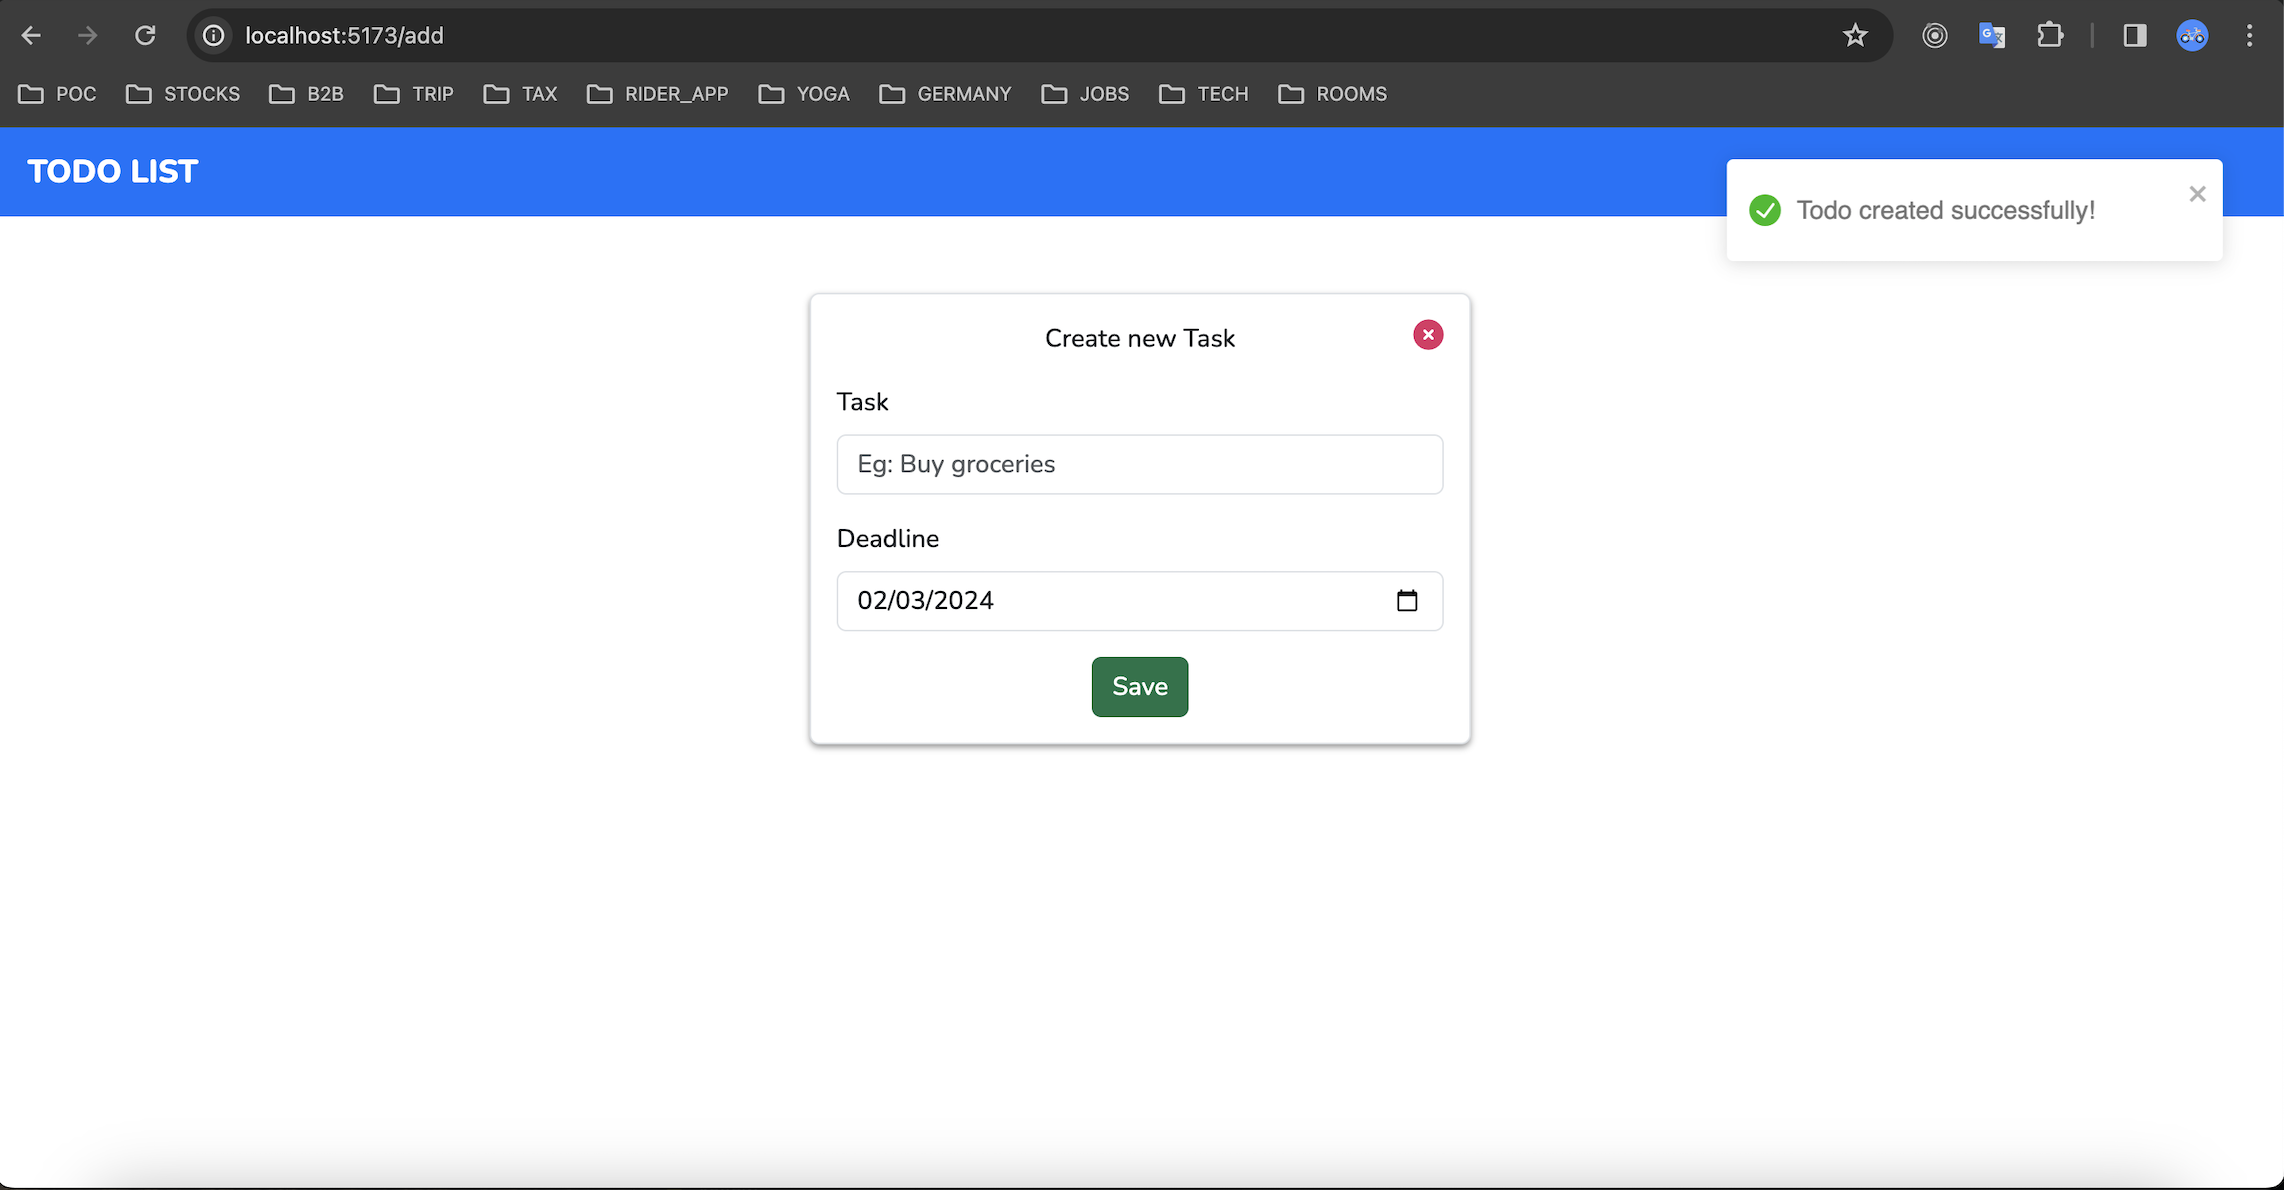 localhost:5173/add
POC STOCKS B2B TRIP TAX RIDER_APP YOGA GERMANY JOBS TECH ROOMS
TODO LIST
Todo created successfully!
Create new Task
Task
Eg: Buy groceries
Deadline
02/03/2024
Save